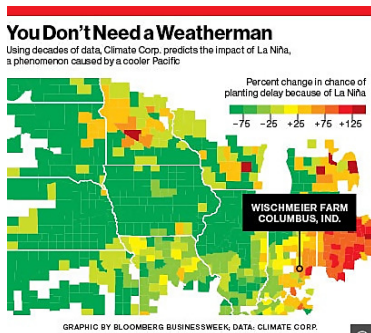 You Don't Need a Weatherman
Using decades of data, Climate Corp. predicts the impact of La Niña,
a phenomenon caused by a cooler Pacific
Percent change in chance of
planting delay because of La Niña
-75 -25 +25 +75 +125
WISCHMEIER FARM
COLUMBUS, IND.
GRAPHIC BY BLOOMBERG BUSINESSWEEK; DATA: CLIMATE CORP.